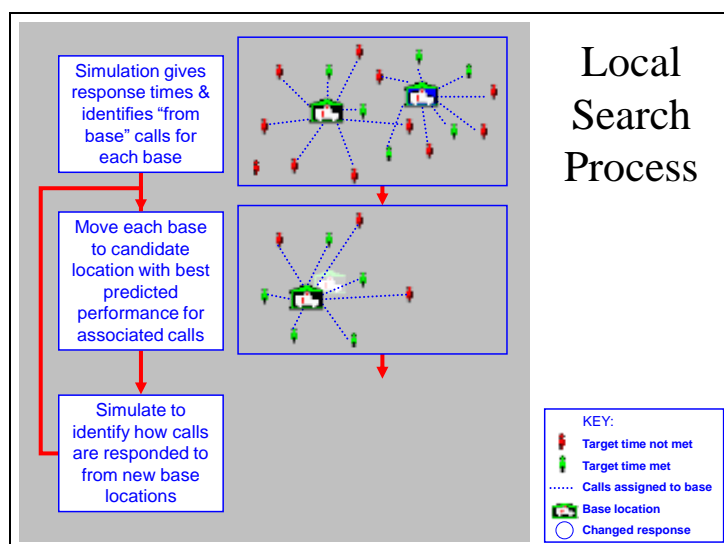 Simulation gives
response times &
identifies “from
base” calls for
each base
Move each base
to candidate
location with best
predicted
performance for
associated calls
Simulate to
identify how calls
are responded to
from new base
locations
Local
Search
Process
KEY:
Target time not met
Target time met
Calls assigned to base
Base location
Changed response